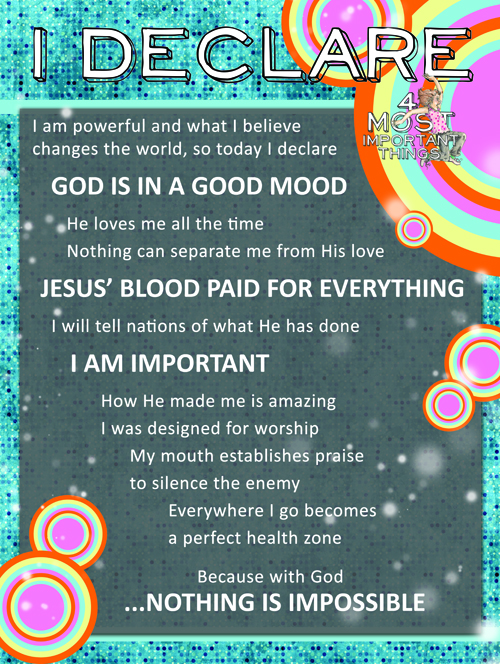 I DECLARE
4
MOST
IMPORTANT
THINGS
I am powerful and what I believe
changes the world, so today I declare
GOD IS IN A GOOD MOOD
He loves me all the time
Nothing can separate me from His love
JESUS' BLOOD PAID FOR EVERYTHING
I will tell nations of what He has done
I AM IMPORTANT
How He made me is amazing
I was designed for worship
My mouth establishes praise
to silence the enemy
Everywhere I go becomes
a perfect health zone
Because with God
...NOTHING IS IMPOSSIBLE